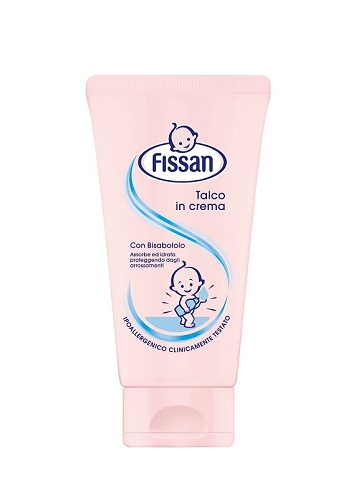 Fissan
Talco
in crema
Con Bisabololo
Assorbe ed idrata
proteggendo dagli
arrossamenti
IPOALLERGENICO CLINICAMENTE TESTATO